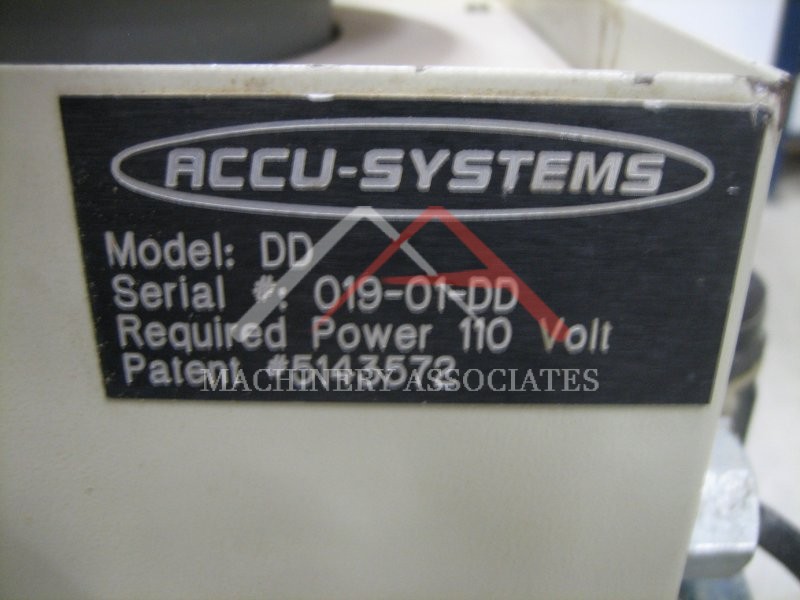 ACCU-SYSTEMS
Model: DD
Serial #: 019-01-DD
Required Power 110 Volt
Patent #5143572
MACHINERY ASSOCIATES